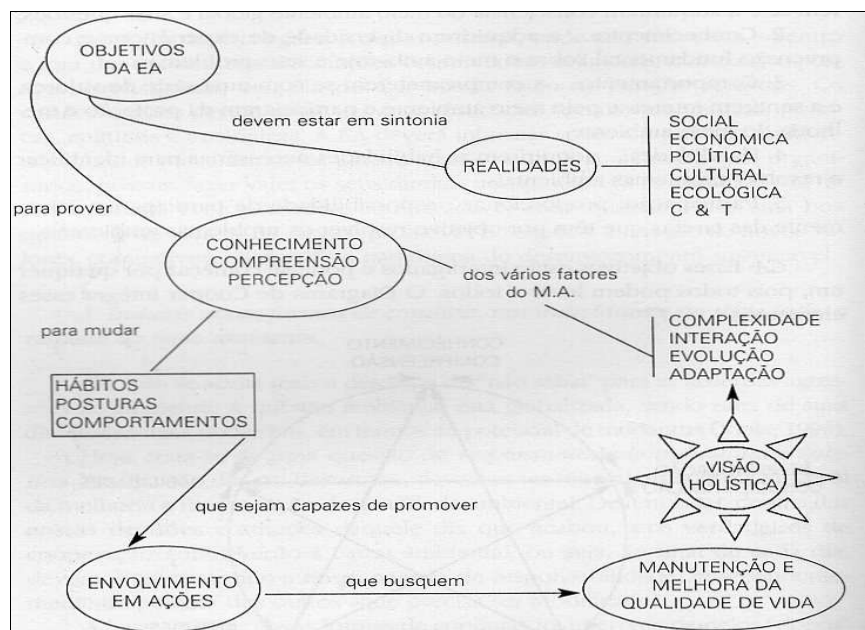 OBJETIVOS
DA EA
devem estar em sintonia
REALIDADES
SOCIAL
ECONÔMICA
POLÍTICA
CULTURAL
ECOLÓGICA
C & T
para prover
CONHECIMENTO
COMPREENSÃO
PERCEPÇÃO
dos vários fatores
do M.A.
COMPLEXIDADE
INTERAÇÃO
EVOLUÇÃO
ADAPTAÇÃO
para mudar
HÁBITOS
POSTURAS
COMPORTAMENTOS
VISÃO
HOLÍSTICA
que sejam capazes de promover
ENVOLVIMENTO
EM AÇÕES
que busquem
MANUTENÇÃO E
MELHORA DA
QUALIDADE DE VIDA